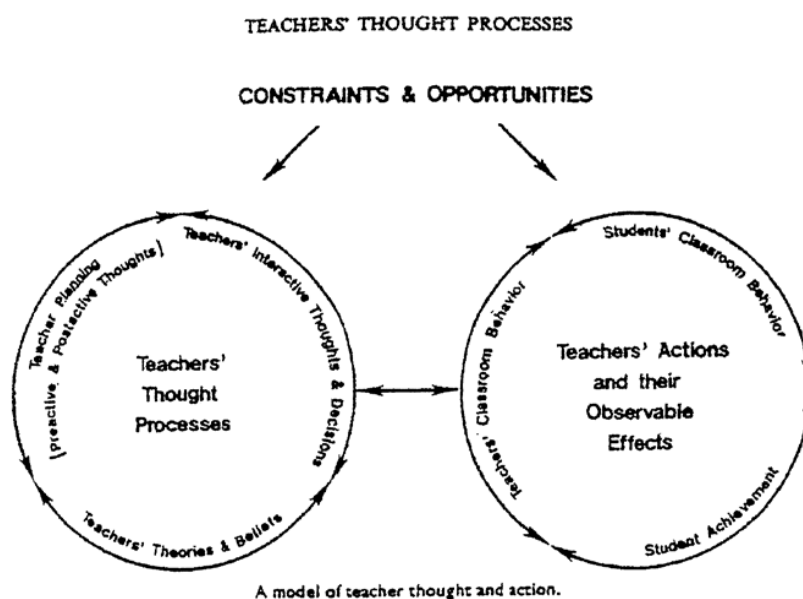 TEACHERS' THOUGHT PROCESSES
CONSTRAINTS & OPPORTUNITIES
Teacher Planning
[Preactive & Postactive Thoughts]
Teachers' Interactive Thoughts & Decisions
Teachers' Theories & Beliefs
Teachers'
Thought
Processes
Teachers' Classroom Behavior
Students' Classroom Behavior
Student Achievement
Teachers' Actions
and their
Observable
Effects
A model of teacher thought and action.